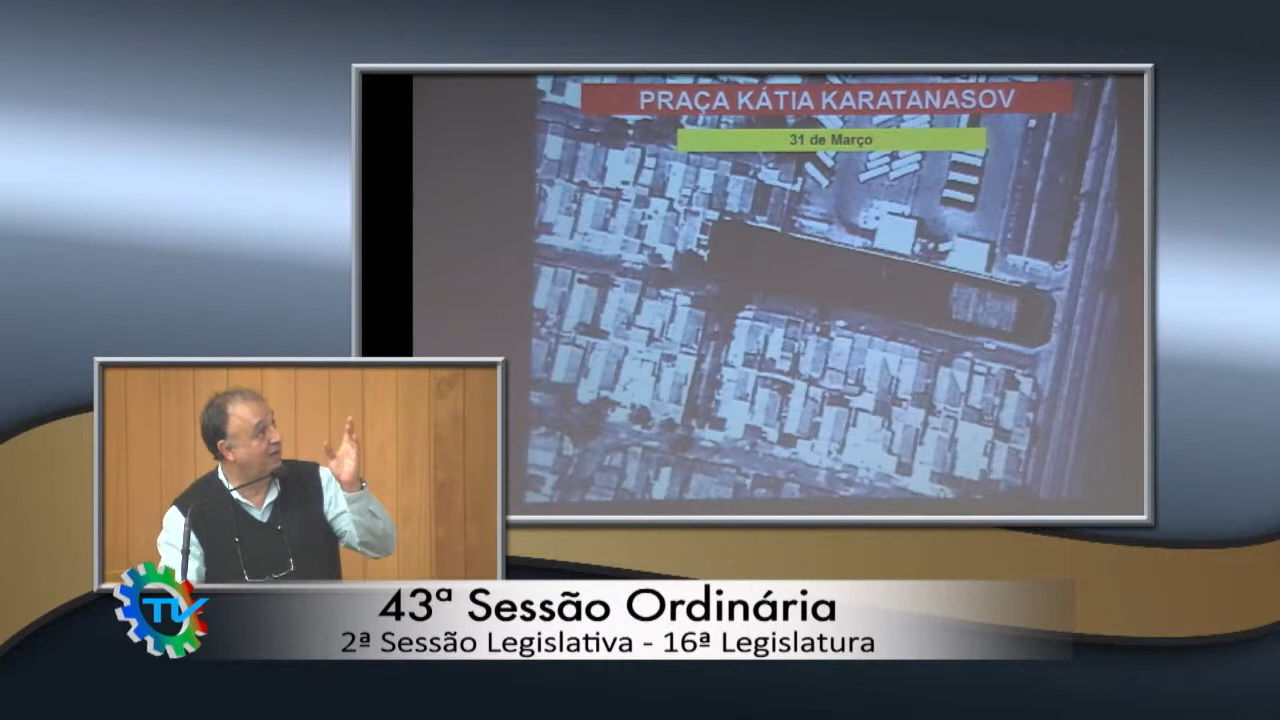 PRAÇA KÁTIA KARATANASOV
31 de Março
TV
43ª Sessão Ordinária
2ª Sessão Legislativa - 16ª Legislatura